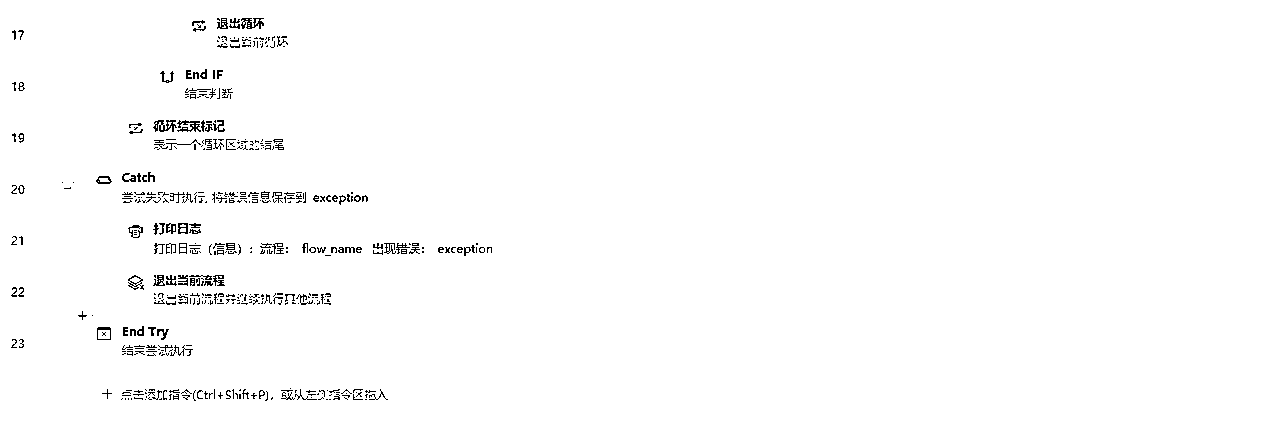 17
退出循环
退出当前循环
18
End IF
结束判断
19
循环结束标记
表示一个循环区域的结尾
20
Catch
尝试失败时执行, 将错误信息保存到 exception
21
打印日志
打印日志（信息）: 流程： flow_name 出现错误： exception
22
退出当前流程
退出当前流程并继续执行其他流程
23
End Try
结束尝试执行
点击添加指令(Ctrl+Shift+P)，或从左侧指令区拖入